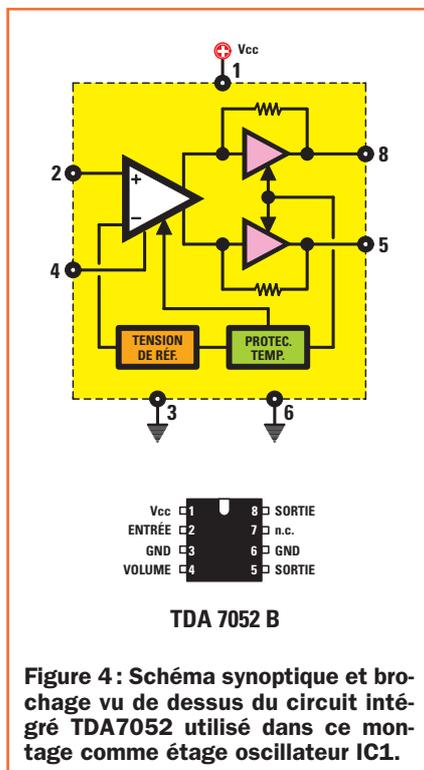 Vcc
1
2
8
+
−
4
5
TENSION
DE RÉF.
PROTEC.
TEMP.
3
6
Vcc 1 8 SORTIE
ENTRÉE 2 7 n.c.
GND 3 6 GND
VOLUME 4 5 SORTIE
TDA 7052 B
Figure 4 : Schéma synoptique et bro-
chage vu de dessus du circuit inté-
gré TDA7052 utilisé dans ce mon-
tage comme étage oscillateur IC1.